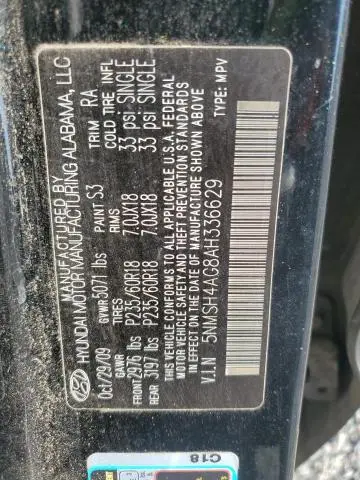 MANUFACTURED BY
HYUNDAI MOTOR MANUFACTURING ALABAMA, LLC
Oct/29/09 GVWR 5071 lbs PAINT S3 TRIM RA
GAWR TIRES RIMS COLD TIRE INFL
FRONT 2976 lbs P235/60R18 7.0JX18 33 psi SINGLE
REAR 3197 lbs P235/60R18 7.0JX18 33 psi SINGLE
THIS VEHICLE CONFORMS TO ALL APPLICABLE U.S.A. FEDERAL
MOTOR VEHICLE SAFETY AND THEFT PREVENTION STANDARDS
IN EFFECT ON THE DATE OF MANUFACTURE SHOWN ABOVE.
V.I.N 5NMSH4AG8AH336629 TYPE: MPV
C18